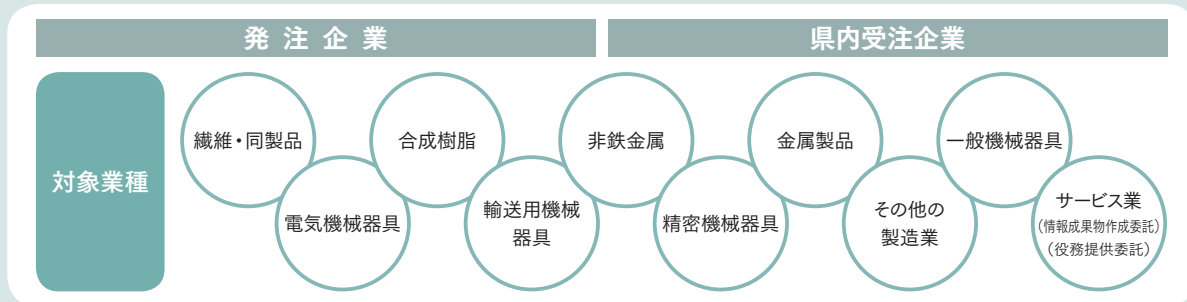 発注企業
県内受注企業
対象業種
繊維・同製品
合成樹脂
非鉄金属
金属製品
一般機械器具
電気機械器具
輸送用機械
器具
精密機械器具
その他の
製造業
サービス業
(情報成果物作成委託)
(役務提供委託)